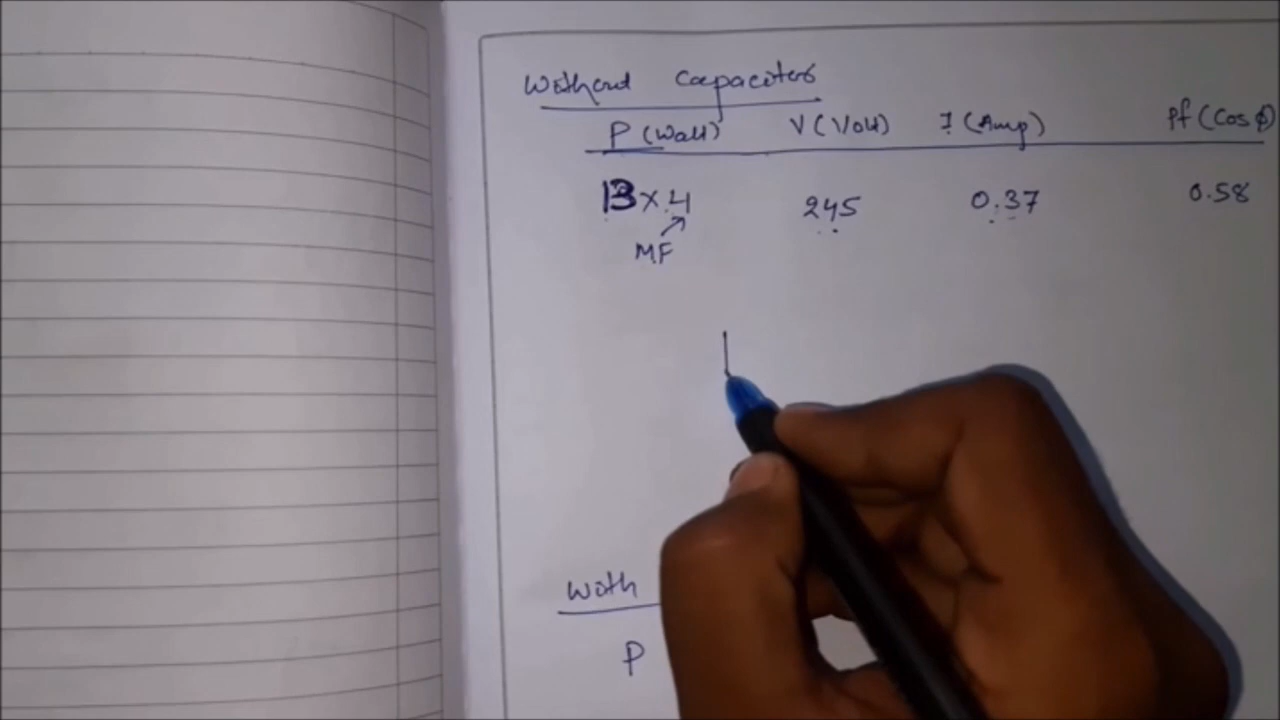 Without Capacitors
P (Watt) V (Volt) I (Amp) Pf (Cos ϕ)
13 x 4 245 0.37 0.58
MF
With
P